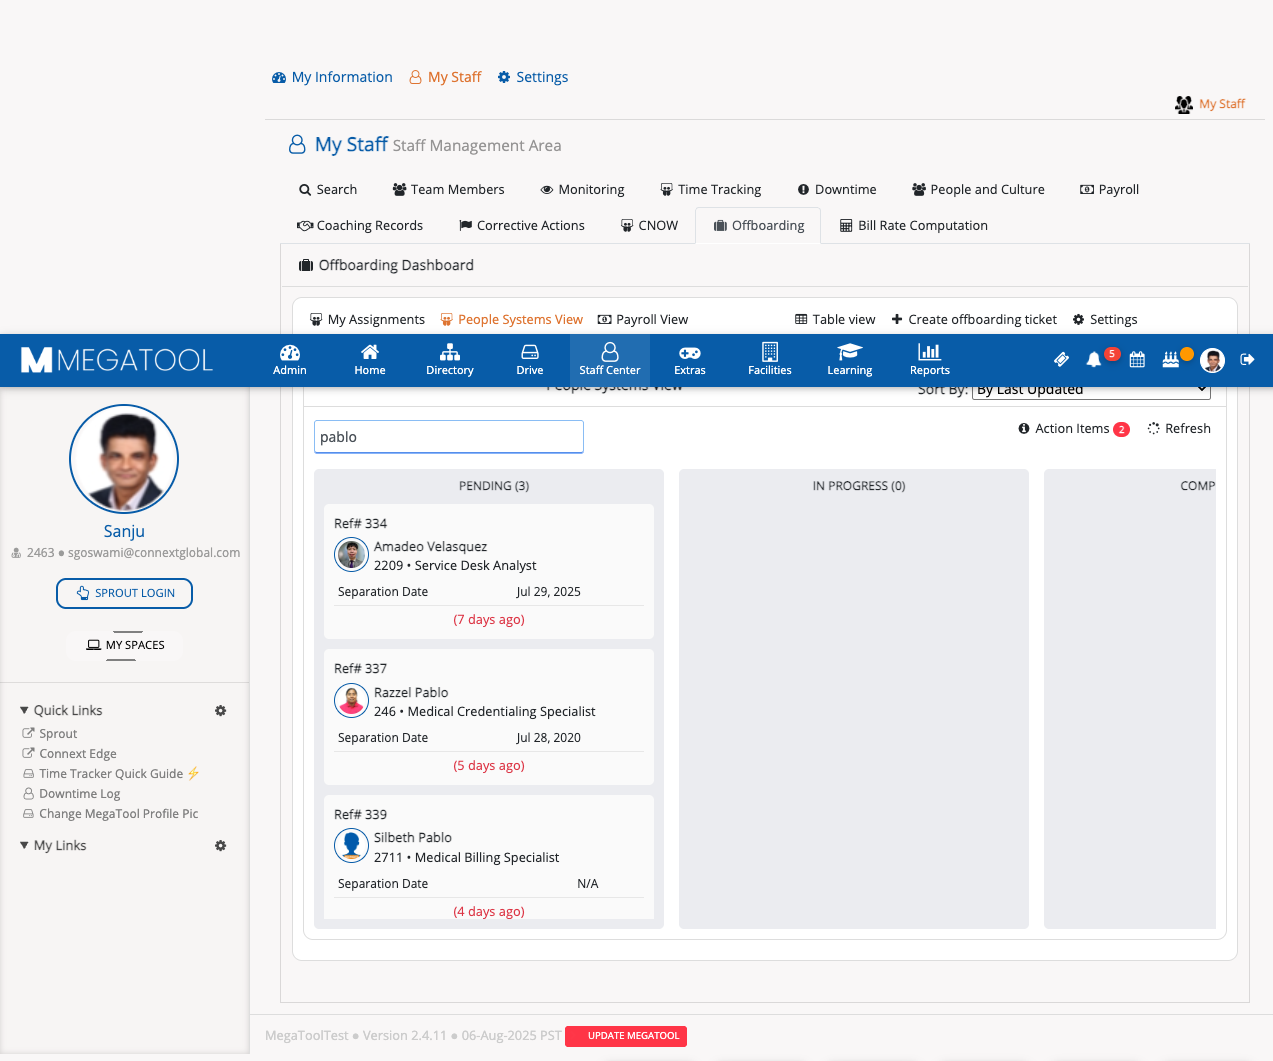 My Information My Staff Settings
My Staff
My Staff Staff Management Area
Search Team Members Monitoring Time Tracking Downtime People and Culture Payroll
Coaching Records Corrective Actions CNOW Offboarding Bill Rate Computation
Offboarding Dashboard
My Assignments People Systems View Payroll View Table view Create offboarding ticket Settings
MEGATOOL Admin Home Directory Drive Staff Center Extras Facilities Learning Reports 5
People Systems View Sort By: By Last Updated
pablo Action Items 2 Refresh
PENDING (3) IN PROGRESS (0) COMP
Ref# 334
Amadeo Velasquez
2209 • Service Desk Analyst
Separation Date Jul 29, 2025
(7 days ago)
Ref# 337
Razzel Pablo
246 • Medical Credentialing Specialist
Separation Date Jul 28, 2020
(5 days ago)
Ref# 339
Silbeth Pablo
2711 • Medical Billing Specialist
Separation Date N/A
(4 days ago)
Sanju
2463 ● sgoswami@connextglobal.com
SPROUT LOGIN
MY SPACES
Quick Links
Sprout
Connext Edge
Time Tracker Quick Guide ⚡
Downtime Log
Change MegaTool Profile Pic
My Links
MegaToolTest ● Version 2.4.11 ● 06-Aug-2025 PST UPDATE MEGATOOL